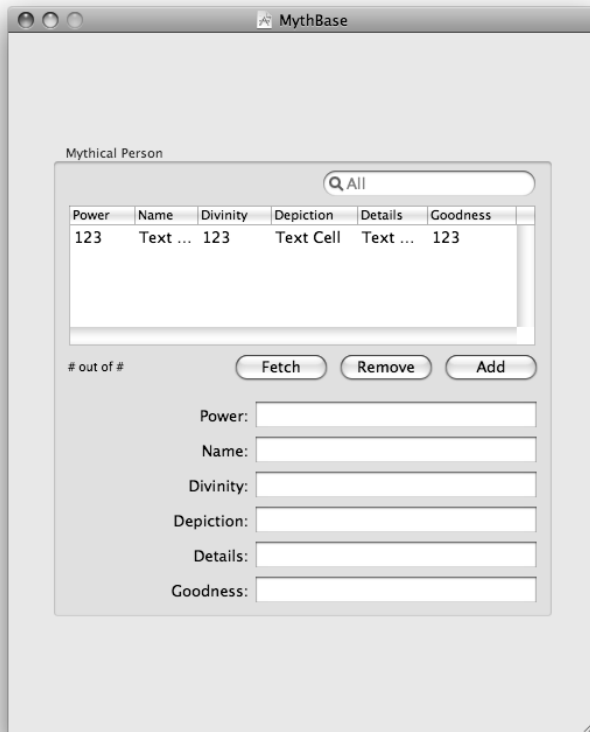 MythBase
Mythical Person
All
Power Name Divinity Depiction Details Goodness
123 Text ... 123 Text Cell Text ... 123
# out of # Fetch Remove Add
Power:
Name:
Divinity:
Depiction:
Details:
Goodness: